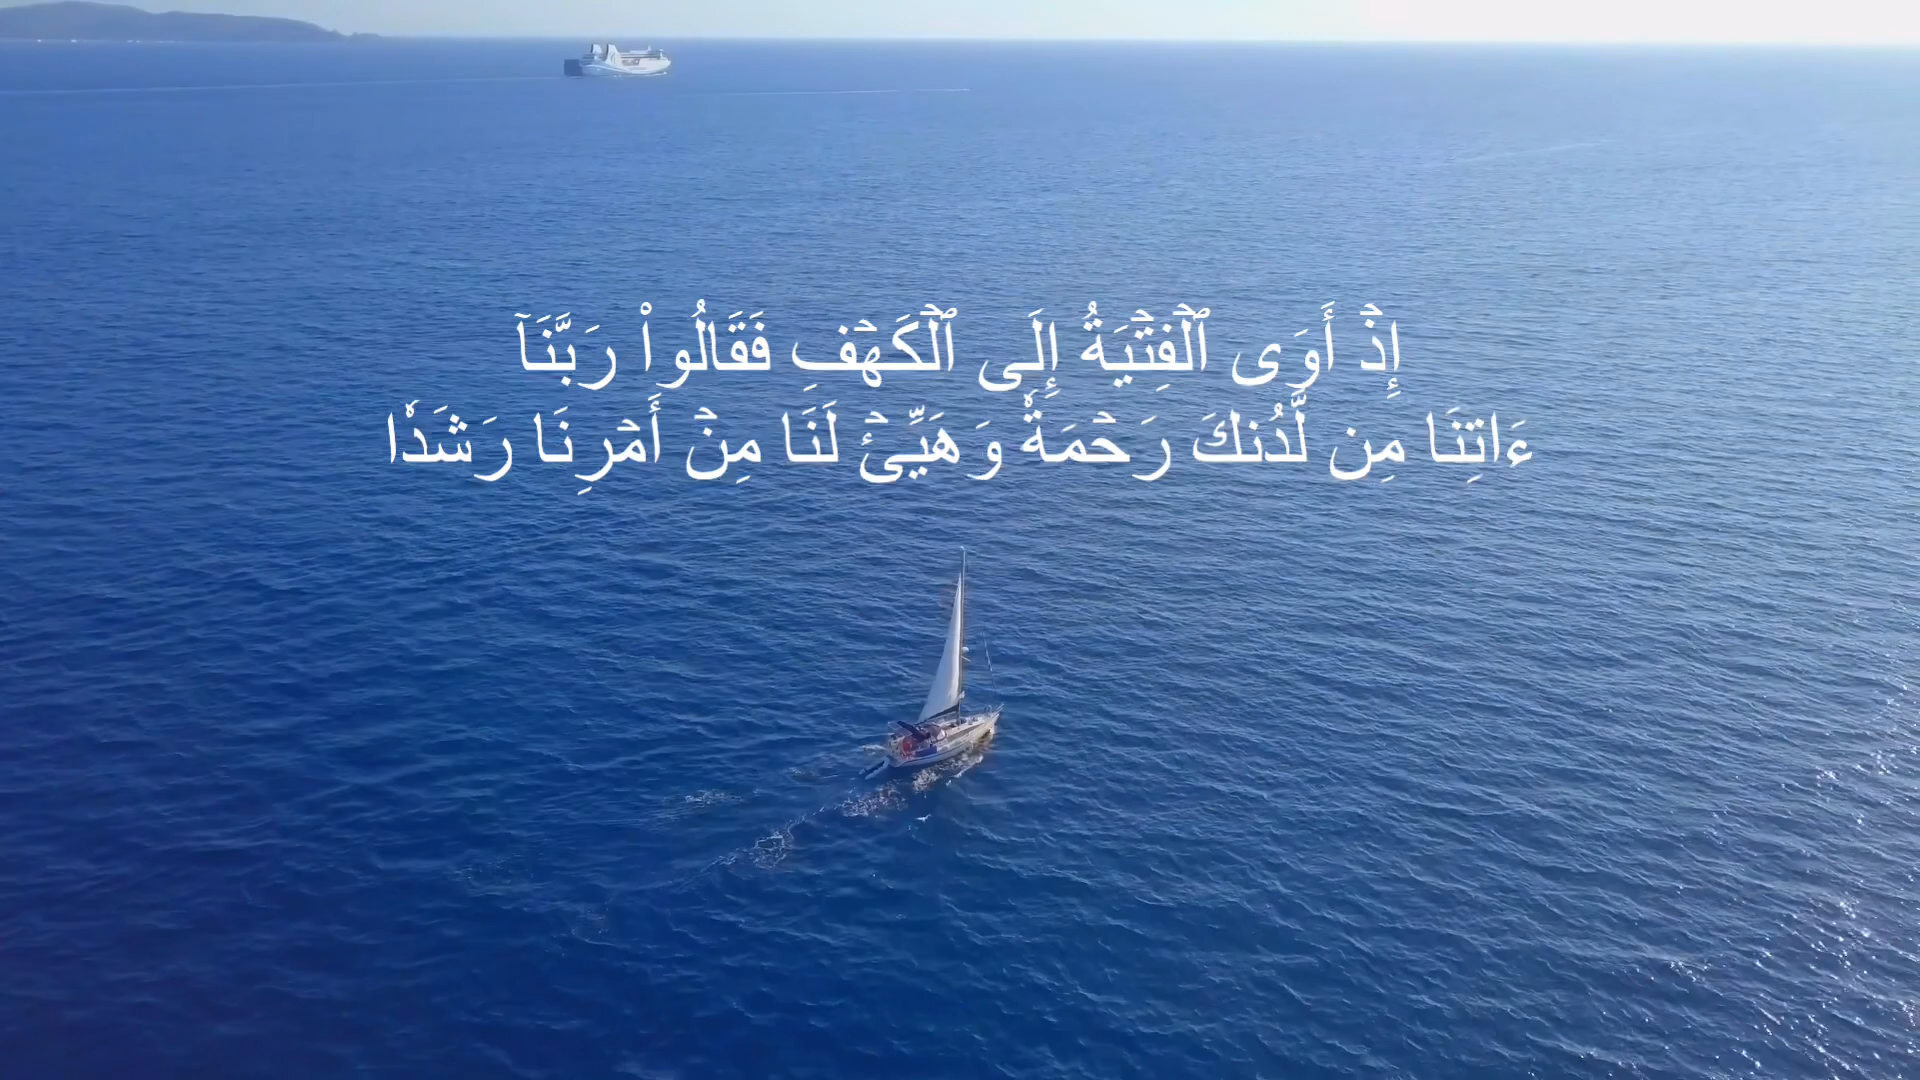 إِذۡ أَوَى ٱلۡفِتۡيَةُ إِلَى ٱلۡكَهۡفِ فَقَالُواْ رَبَّنَآ
ءَاتِنَا مِن لَّدُنكَ رَحۡمَةٗ وَهَيِّئۡ لَنَا مِنۡ أَمۡرِنَا رَشَدٗا